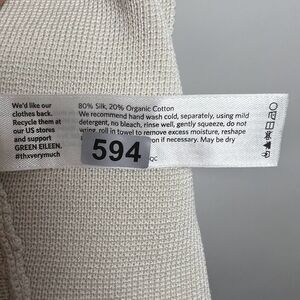 We'd like our
clothes back.
Recycle them at
our US stores
and support
GREEN EILEEN.
#thxverymuch
80% Silk, 20% Organic Cotton
We recommend hand wash cold, separately, using mild
detergent, no bleach, rinse well, gently squeeze, do not
wring, roll in towel to remove excess moisture, reshape
on if necessary. May be dry
QC
594